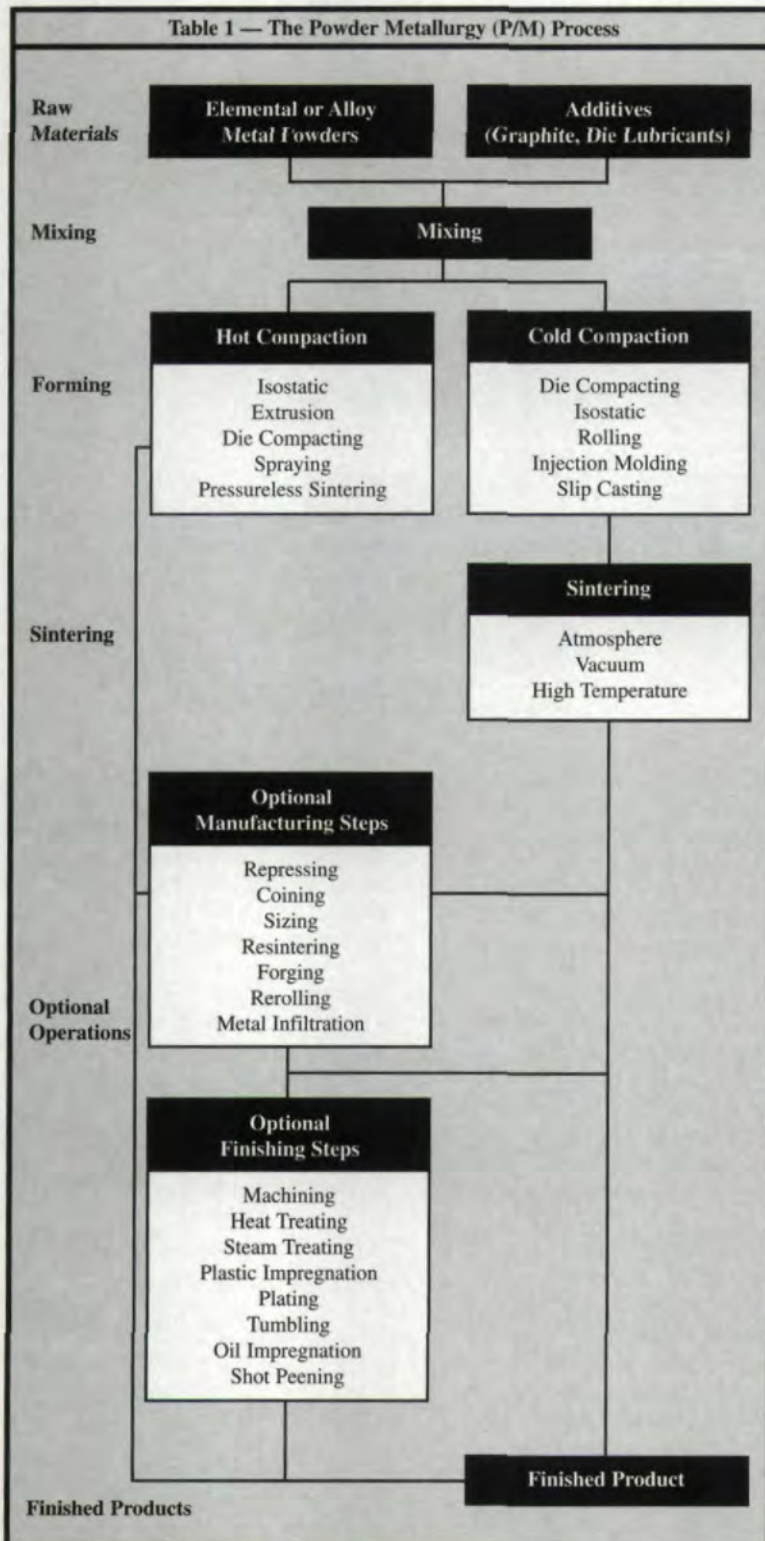 Table 1 — The Powder Metallurgy (P/M) Process
Raw
Materials
Elemental or Alloy
Metal Powders
Additives
(Graphite, Die Lubricants)
Mixing
Mixing
Forming
Hot Compaction
Isostatic
Extrusion
Die Compacting
Spraying
Pressureless Sintering
Cold Compaction
Die Compacting
Isostatic
Rolling
Injection Molding
Slip Casting
Sintering
Sintering
Atmosphere
Vacuum
High Temperature
Optional
Operations
Optional
Manufacturing Steps
Repressing
Coining
Sizing
Resintering
Forging
Rerolling
Metal Infiltration
Optional
Finishing Steps
Machining
Heat Treating
Steam Treating
Plastic Impregnation
Plating
Tumbling
Oil Impregnation
Shot Peening
Finished Product
Finished Products